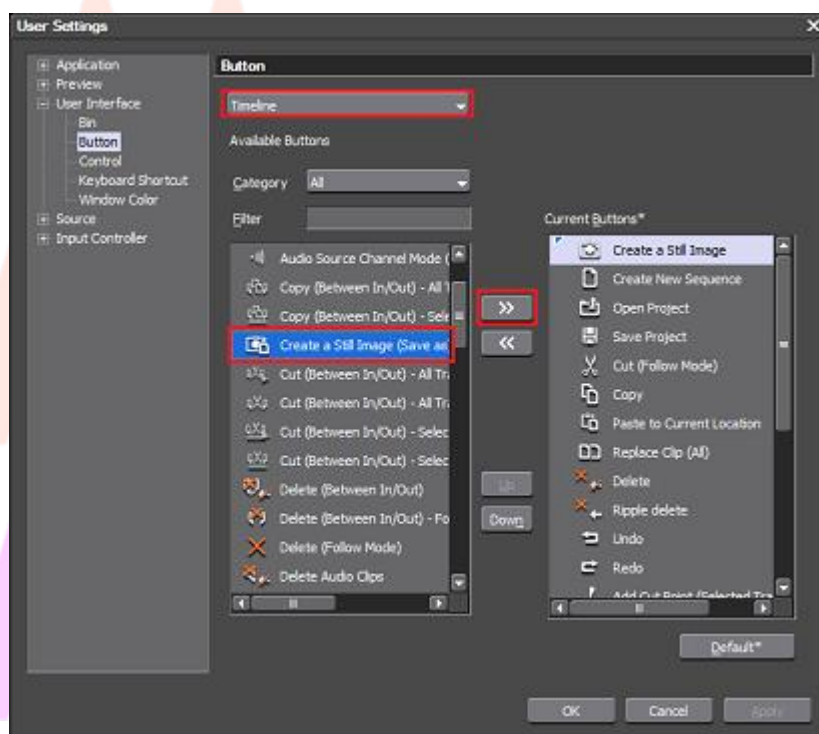 User Settings
Application
Preview
User Interface
Bin
Button
Control
Keyboard Shortcut
Window Color
Source
Input Controller
Button
Timeline
Available Buttons
Category All
Filter
Audio Source Channel Mode (
Copy (Between In/Out) - All T
Copy (Between In/Out) - Sele
Create a Still Image (Save as
Cut (Between In/Out) - All Tr
Cut (Between In/Out) - All Tr
Cut (Between In/Out) - Selec
Cut (Between In/Out) - Selec
Delete (Between In/Out)
Delete (Between In/Out) - Fo
Delete (Follow Mode)
Delete Audio Clips
>>
<<
Up
Down
Current Buttons*
Create a Still Image
Create New Sequence
Open Project
Save Project
Cut (Follow Mode)
Copy
Paste to Current Location
Replace Clip (All)
Delete
Ripple delete
Undo
Redo
Add Cut Point (Selected Tra
Default*
OK
Cancel
Apply